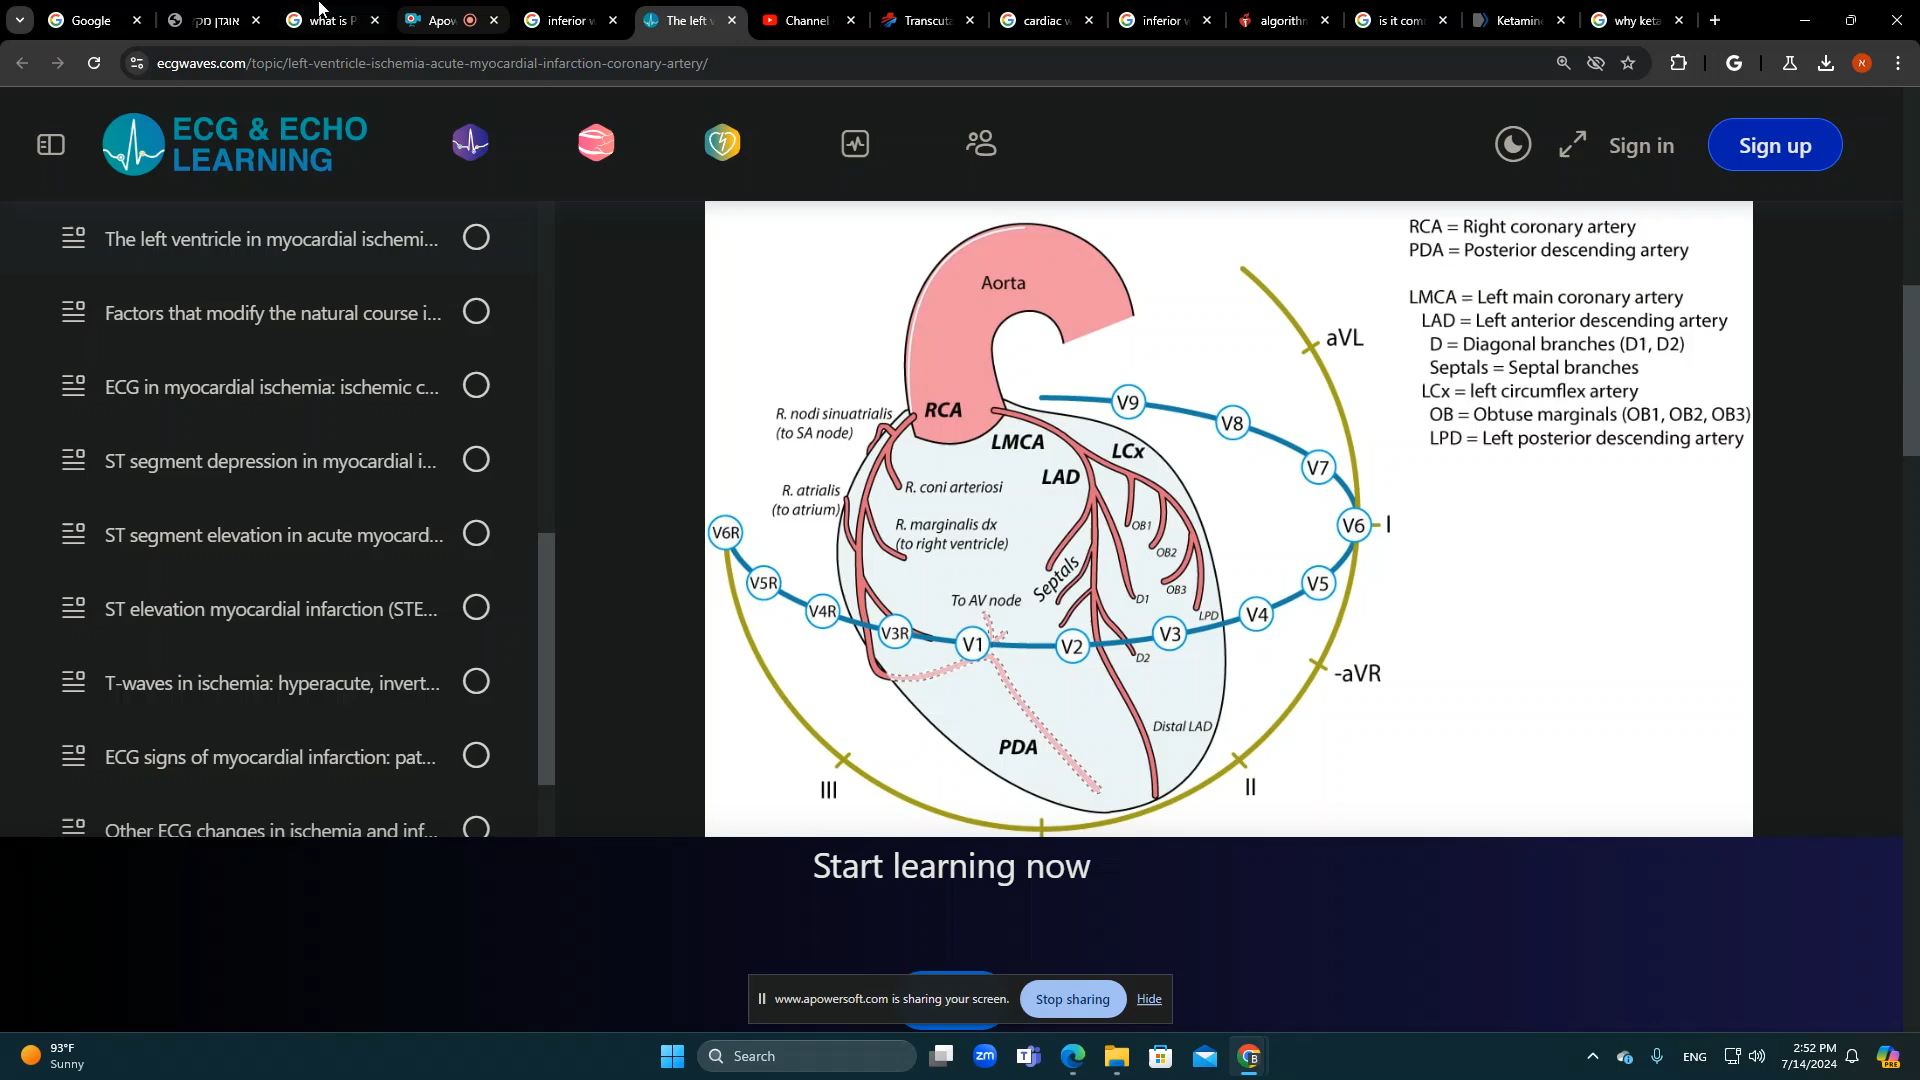 Google
אוגדן מקי
what is P
Apow
inferior w
The left v
Channel
Transcuta
cardiac w
inferior w
algorithm
is it com
Ketamine
why keta
ecgwaves.com/topic/left-ventricle-ischemia-acute-myocardial-infarction-coronary-artery/
G
א
ECG & ECHO
LEARNING
Sign in
Sign up
The left ventricle in myocardial ischemi...
Factors that modify the natural course i...
ECG in myocardial ischemia: ischemic c...
ST segment depression in myocardial i...
ST segment elevation in acute myocard...
ST elevation myocardial infarction (STE...
T-waves in ischemia: hyperacute, invert...
ECG signs of myocardial infarction: pat...
Other ECG changes in ischemia and inf...
RCA = Right coronary artery
PDA = Posterior descending artery
LMCA = Left main coronary artery
LAD = Left anterior descending artery
D = Diagonal branches (D1, D2)
Septals = Septal branches
LCx = left circumflex artery
OB = Obtuse marginals (OB1, OB2, OB3)
LPD = Left posterior descending artery
Aorta
aVL
V9
V8
V7
R. nodi sinuatrialis
(to SA node)
RCA
LMCA
LCx
LAD
R. atrialis
(to atrium)
R. coni arteriosi
R. marginalis dx
(to right ventricle)
OB1
OB2
OB3
V6
I
V6R
V5R
V4R
V3R
V1
V2
V3
V4
V5
Septals
To AV node
D1
LPD
D2
-aVR
Distal LAD
PDA
III
II
Start learning now
www.apowersoft.com is sharing your screen.
Stop sharing
Hide
93°F
Sunny
Search
zm
ENG
2:52 PM
7/14/2024
PRE